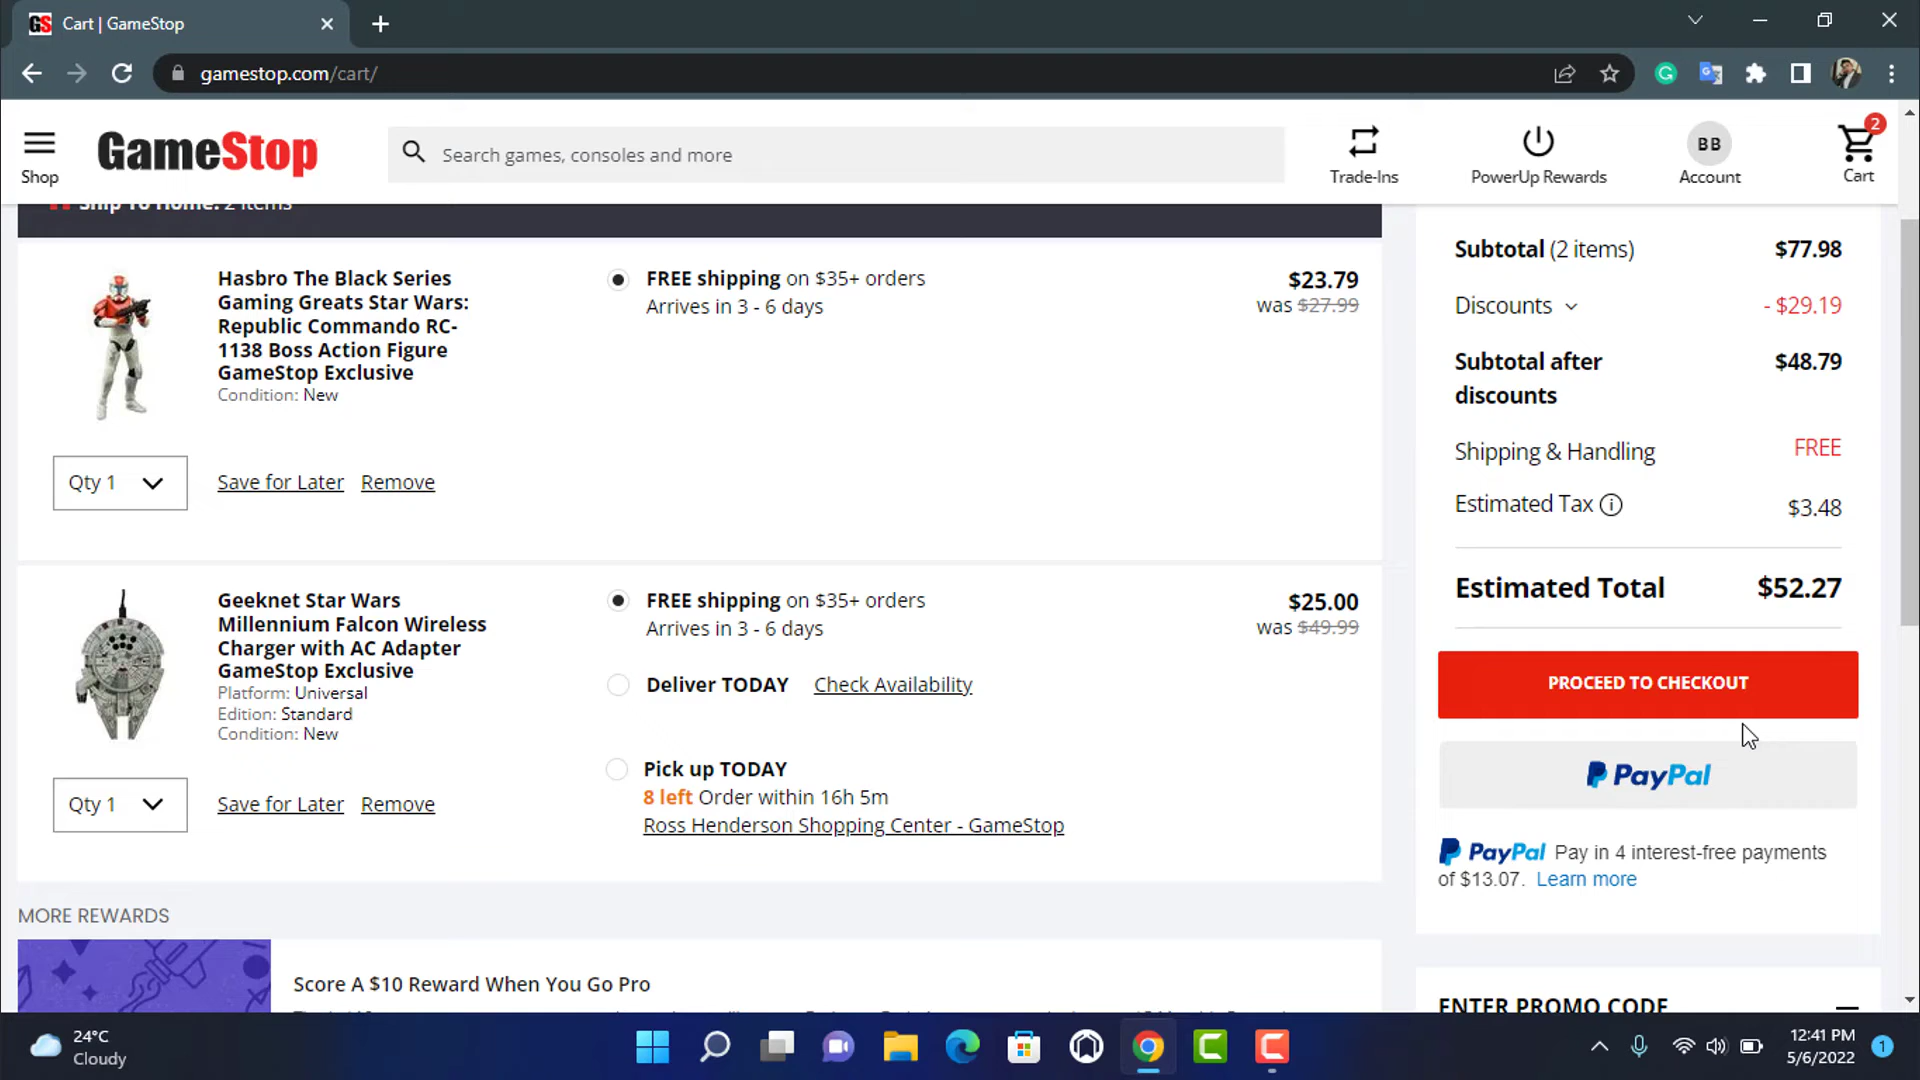 GS Cart | GameStop
gamestop.com/cart/
Shop
GameStop
Search games, consoles and more
Trade-Ins
PowerUp Rewards
BB
Account
2
Cart
Ship To Home: 2 items
Hasbro The Black Series
Gaming Greats Star Wars:
Republic Commando RC-
1138 Boss Action Figure
GameStop Exclusive
Condition: New
FREE shipping on $35+ orders
Arrives in 3 - 6 days
$23.79
was $27.99
Qty 1
Save for Later Remove
Geeknet Star Wars
Millennium Falcon Wireless
Charger with AC Adapter
GameStop Exclusive
Platform: Universal
Edition: Standard
Condition: New
FREE shipping on $35+ orders
Arrives in 3 - 6 days
$25.00
was $49.99
Deliver TODAY Check Availability
Pick up TODAY
8 left Order within 16h 5m
Ross Henderson Shopping Center - GameStop
Qty 1
Save for Later Remove
MORE REWARDS
Score A $10 Reward When You Go Pro
Subtotal (2 items) $77.98
Discounts - $29.19
Subtotal after
discounts
$48.79
Shipping & Handling FREE
Estimated Tax $3.48
Estimated Total $52.27
PROCEED TO CHECKOUT
PayPal
PayPal Pay in 4 interest-free payments
of $13.07. Learn more
ENTER PROMO CODE
24°C
Cloudy
12:41 PM
5/6/2022
1